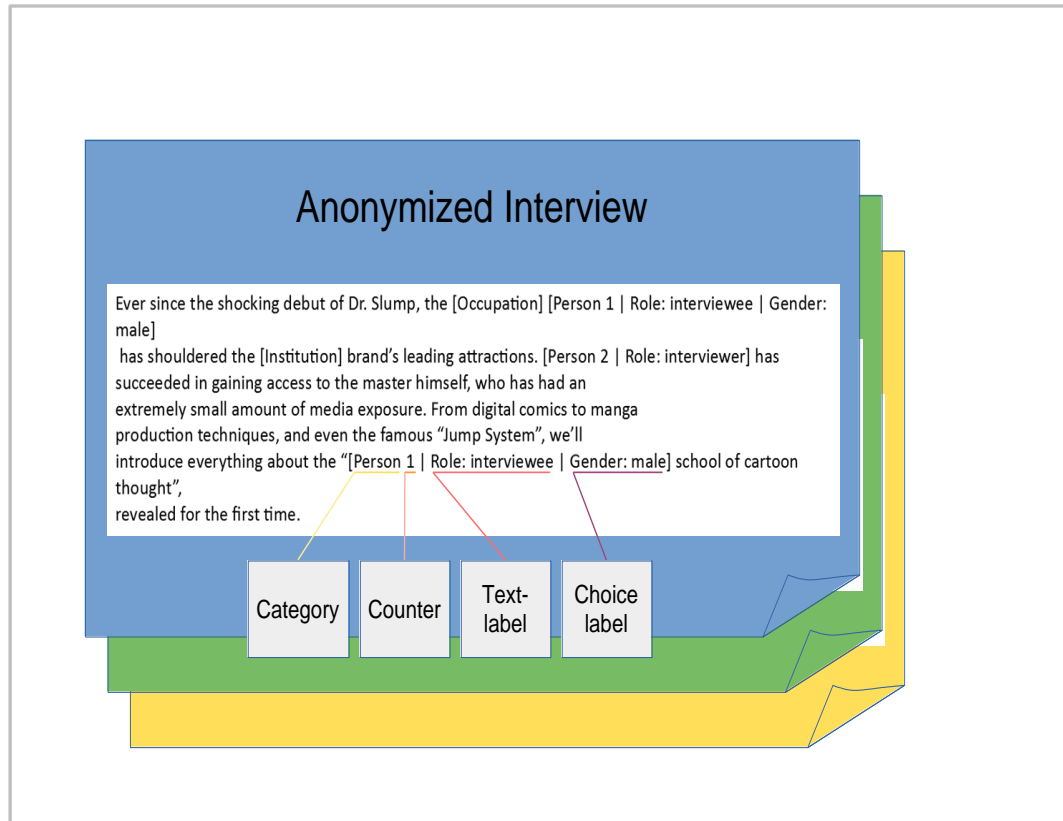 Anonymized Interview
Ever since the shocking debut of Dr. Slump, the [Occupation] [Person 1 | Role: interviewee | Gender:
male]
has shouldered the [Institution] brand’s leading attractions. [Person 2 | Role: interviewer] has
succeeded in gaining access to the master himself, who has had an
extremely small amount of media exposure. From digital comics to manga
production techniques, and even the famous “Jump System”, we’ll
introduce everything about the “[Person 1 | Role: interviewee | Gender: male] school of cartoon
thought”,
revealed for the first time.
Category
Counter
Text-
label
Choice
label